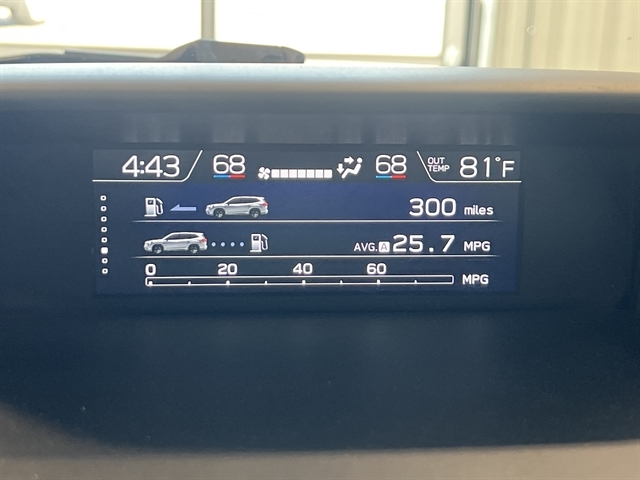 4:43 68 68 OUT TEMP 81°F
300 miles
AVG. A 25.7 MPG
0 20 40 60
MPG